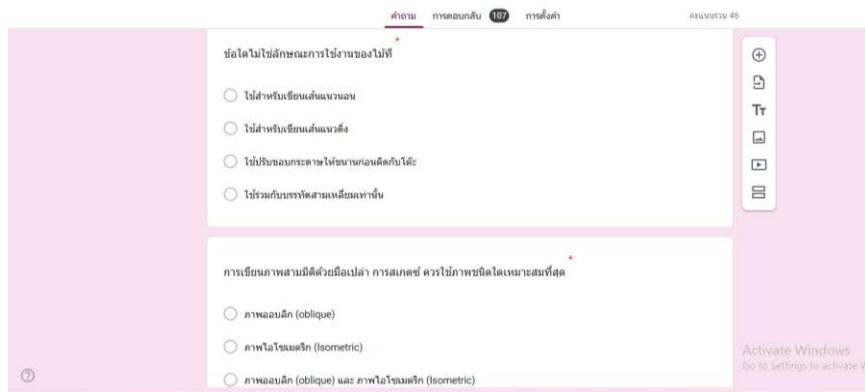 คำถาม การตอบกลับ 107 การตั้งค่า คะแนนรวม 46
ข้อใดไม่ใช่ลักษณะการใช้งานของไม้ที *
ใช้สำหรับเขียนเส้นแนวนอน
ใช้สำหรับเขียนเส้นแนวดิ่ง
ใช้ปรับขอบกระดาษให้ขนานก่อนติดกับโต๊ะ
ใช้ร่วมกับบรรทัดสามเหลี่ยมเท่านั้น
การเขียนภาพสามมิติด้วยมือเปล่า การสเกตซ์ ควรใช้ภาพชนิดใดเหมาะสมที่สุด *
ภาพออบลิก (oblique)
ภาพไอโซเมตริก (Isometric)
ภาพออบลิก (oblique) และ ภาพไอโซเมตริก (Isometric)
Tт
Activate Windows
Go to Settings to activate W